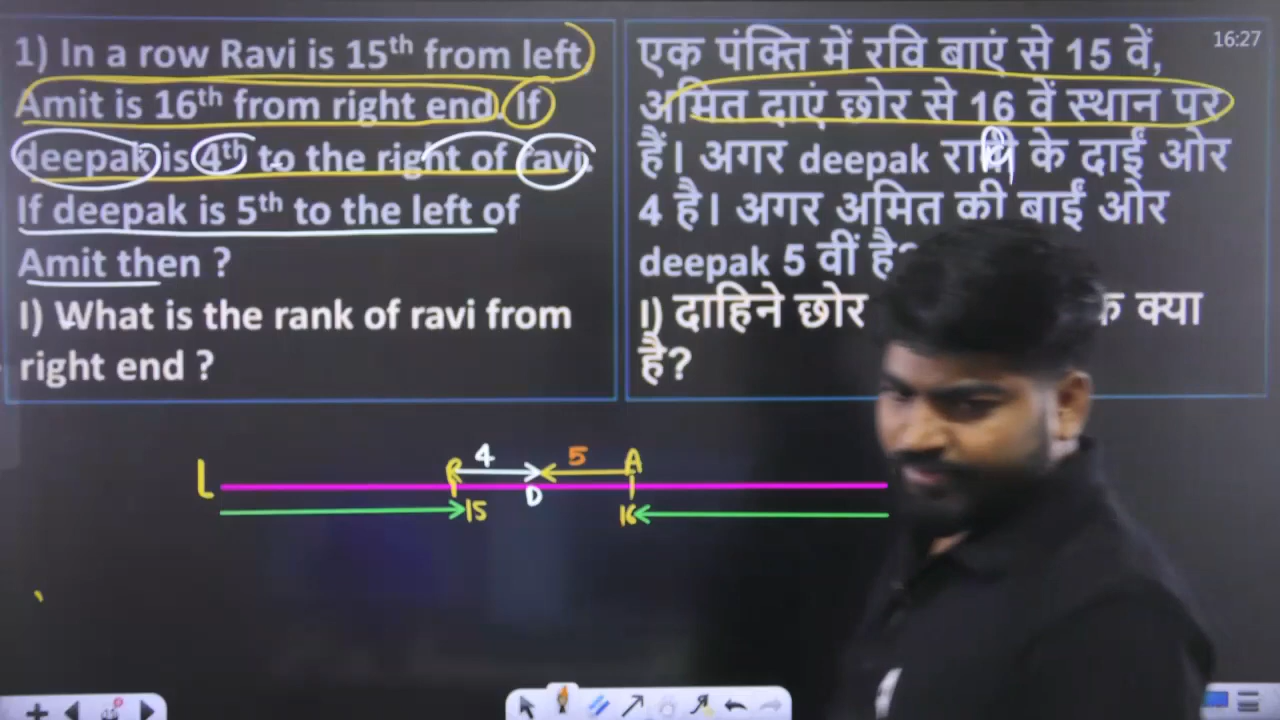 1) In a row Ravi is 15th from left
Amit is 16th from right end. If
deepak is 4th to the right of ravi.
If deepak is 5th to the left of
Amit then ?
I) What is the rank of ravi from
right end ?
एक पंक्ति में रवि बाएं से 15 वें,
अमित दाएं छोर से 16 वें स्थान पर
हैं। अगर deepak के दाईं ओर
4 है। अगर अमित की बाईं ओर
deepak 5 वीं है?
I) दाहिने छोर क्या
है?
16:27
L R 4 5 A
15 D 16